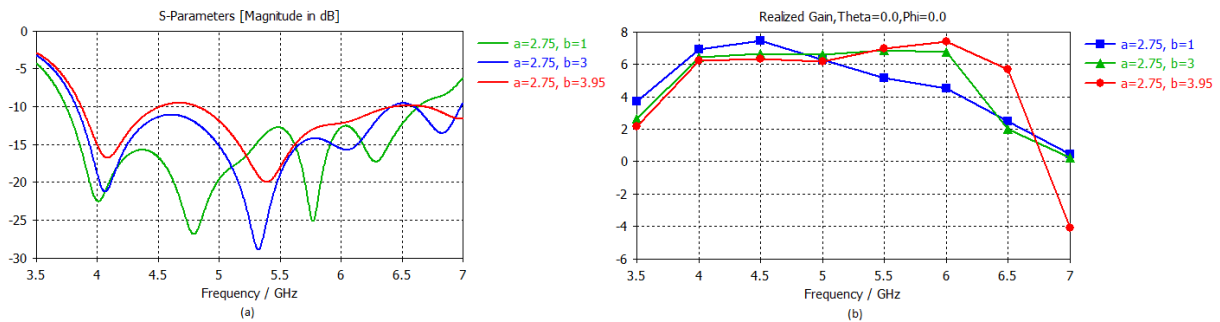 S-Parameters [Magnitude in dB]
0
-5
-10
-15
-20
-25
-30
3.5 4 4.5 5 5.5 6 6.5 7
Frequency / GHz
(a)
a=2.75, b=1
a=2.75, b=3
a=2.75, b=3.95
Realized Gain,Theta=0.0,Phi=0.0
8
6
4
2
0
-2
-4
-6
3.5 4 4.5 5 5.5 6 6.5 7
Frequency / GHz
(b)
a=2.75, b=1
a=2.75, b=3
a=2.75, b=3.95